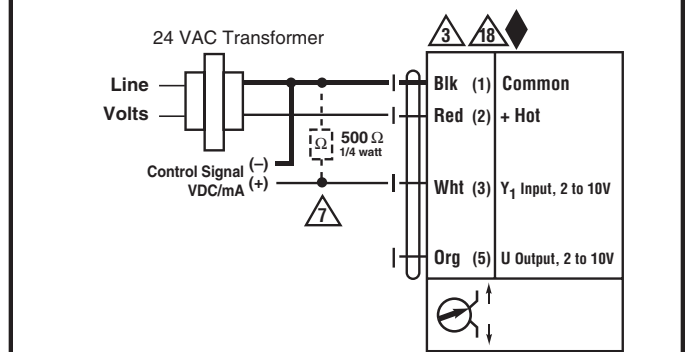 3 18
24 VAC Transformer
Line
Volts
Blk (1) Common
Red (2) + Hot
Ω 500 Ω
1/4 watt
Control Signal (–)
VDC/mA (+)
Wht (3) Y1 Input, 2 to 10V
7
Org (5) U Output, 2 to 10V